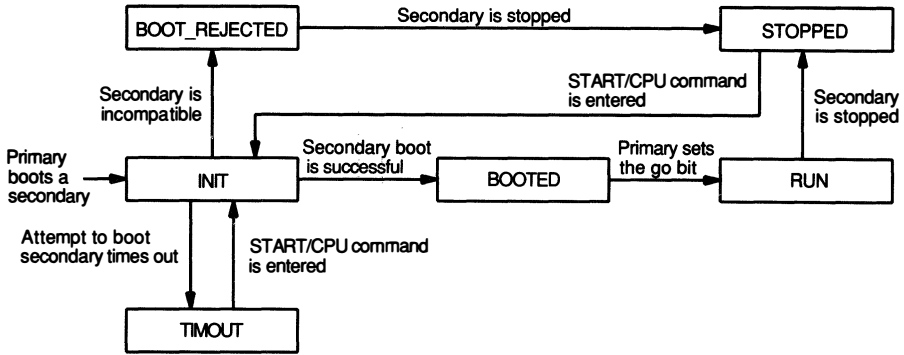 BOOT_REJECTED
Secondary is stopped
STOPPED
Secondary is
incompatible
START/CPU command
is entered
Secondary
is stopped
Primary
boots a
secondary
INIT
Secondary boot
is successful
BOOTED
Primary sets
the go bit
RUN
Attempt to boot
secondary times out
START/CPU command
is entered
TIMOUT